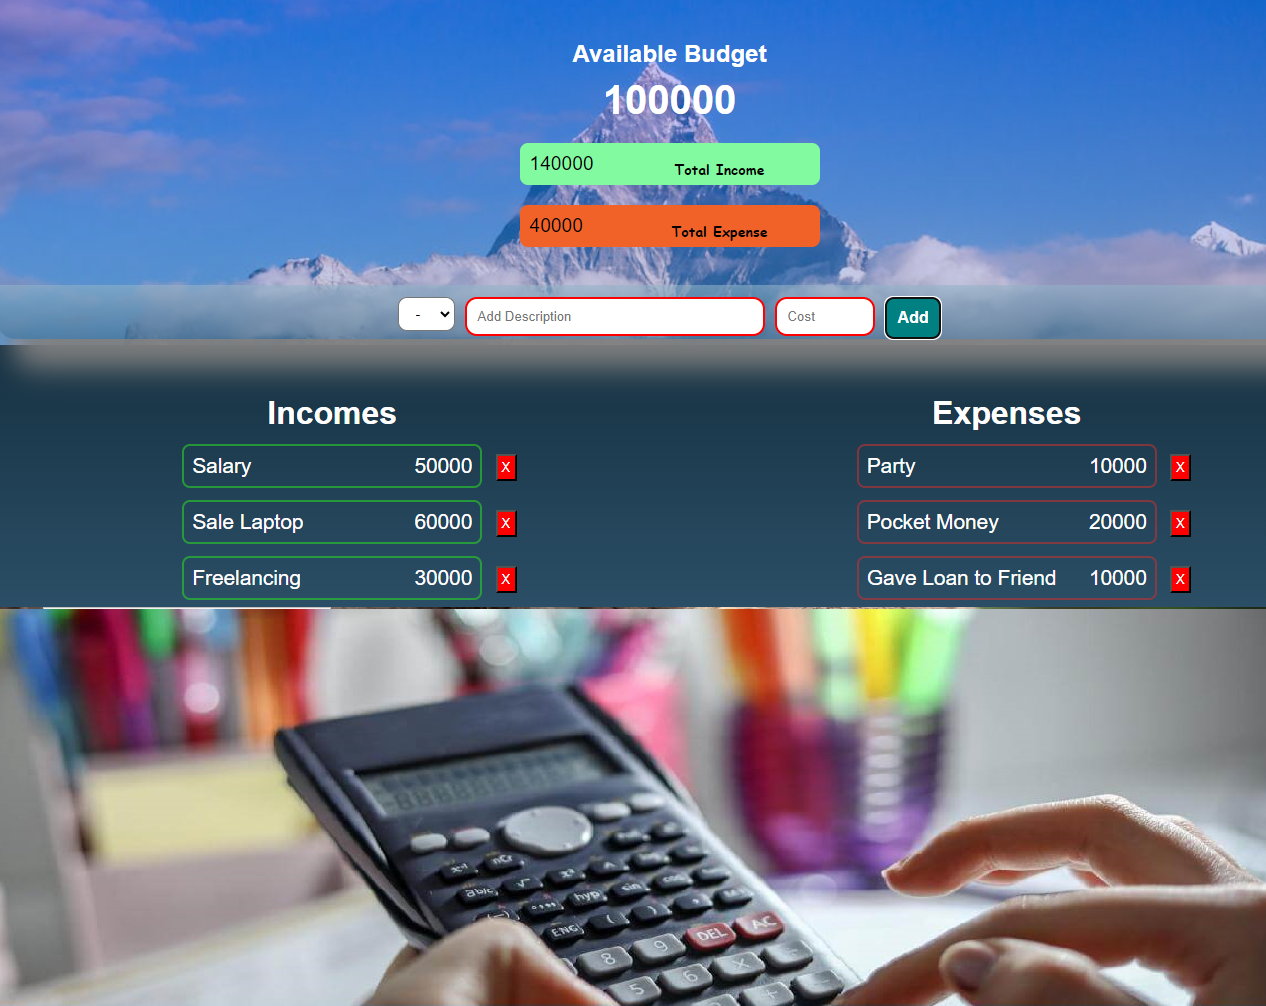 Available Budget
100000
140000 Total Income
40000 Total Expense
- Add Description Cost Add
Incomes
Salary 50000 X
Sale Laptop 60000 X
Freelancing 30000 X
Expenses
Party 10000 X
Pocket Money 20000 X
Gave Loan to Friend 10000 X
nCr
hyp sin
ENG ( )
8 9 DEL AC
5 6 X